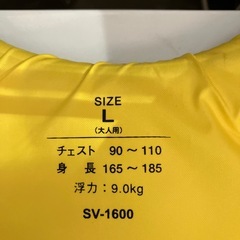 SIZE
L
(大人用)
チェスト 90～110
身 長 165～185
浮力：9.0kg
SV-1600